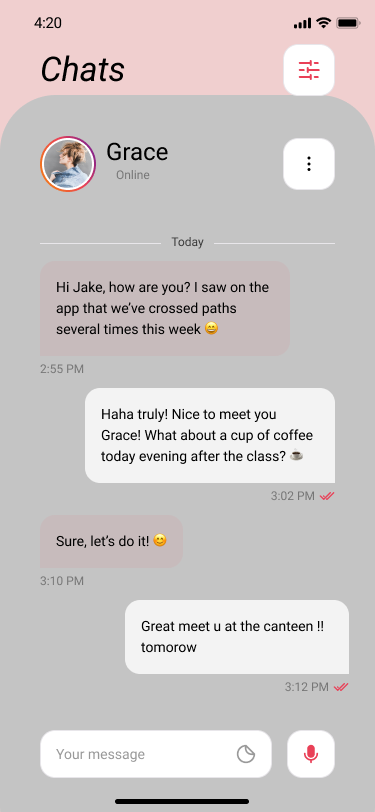 4:20
Chats
Grace
Online
Today
Hi Jake, how are you? I saw on the
app that we’ve crossed paths
several times this week 😄
2:55 PM
Haha truly! Nice to meet you
Grace! What about a cup of coffee
today evening after the class? ☕
3:02 PM
Sure, let’s do it! 😊
3:10 PM
Great meet u at the canteen !!
tomorow
3:12 PM
Your message